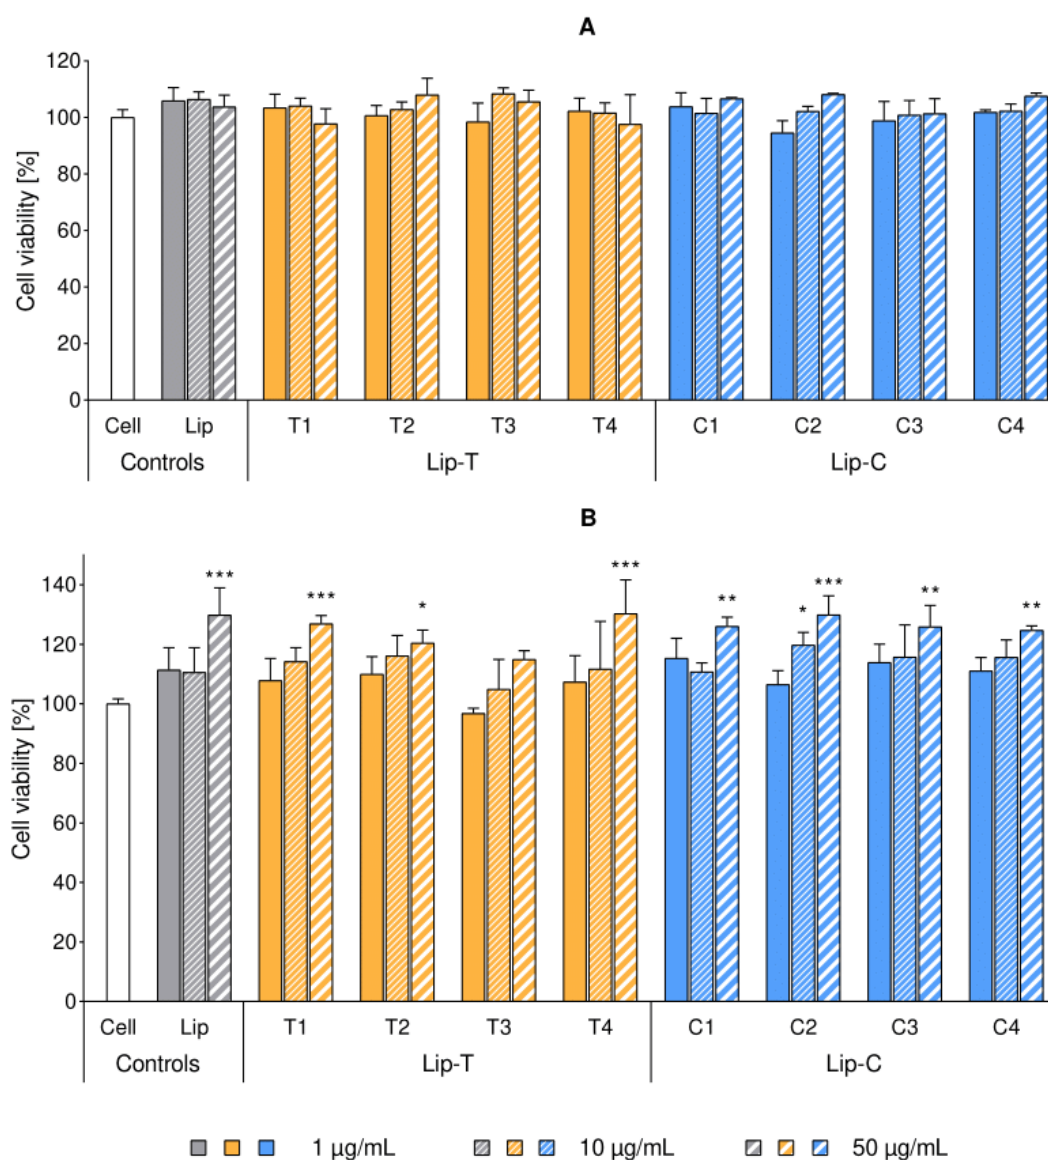 A
120
100
80
60
40
20
0
Cell viability [%]
Cell Lip T1 T2 T3 T4 C1 C2 C3 C4
Controls Lip-T Lip-C
B
140
120
100
80
60
40
20
0
Cell viability [%]
*** *** * *** ** * *** ** **
Cell Lip T1 T2 T3 T4 C1 C2 C3 C4
Controls Lip-T Lip-C
1 µg/mL 10 µg/mL 50 µg/mL